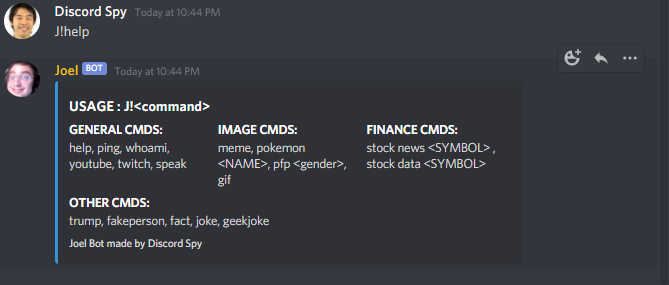 Discord Spy Today at 10:44 PM
J!help
Joel BOT Today at 10:44 PM
USAGE : J!<command>
GENERAL CMDS:
help, ping, whoami,
youtube, twitch, speak
IMAGE CMDS:
meme, pokemon
<NAME>, pfp <gender>,
gif
FINANCE CMDS:
stock news <SYMBOL> ,
stock data <SYMBOL>
OTHER CMDS:
trump, fakeperson, fact, joke, geekjoke
Joel Bot made by Discord Spy